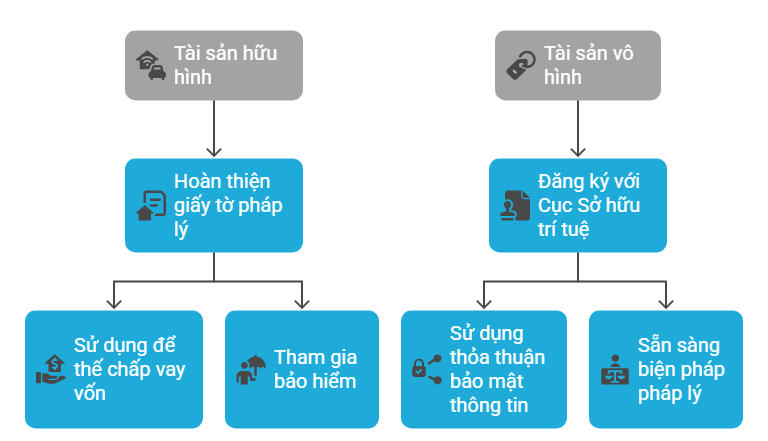 Tài sản hữu
hình
Tài sản vô
hình
Hoàn thiện
giấy tờ pháp
lý
Đăng ký với
Cục Sở hữu
trí tuệ
Sử dụng để
thế chấp vay
vốn
Tham gia
bảo hiểm
Sử dụng
thỏa thuận
bảo mật
thông tin
Sẵn sàng
biện pháp
pháp lý